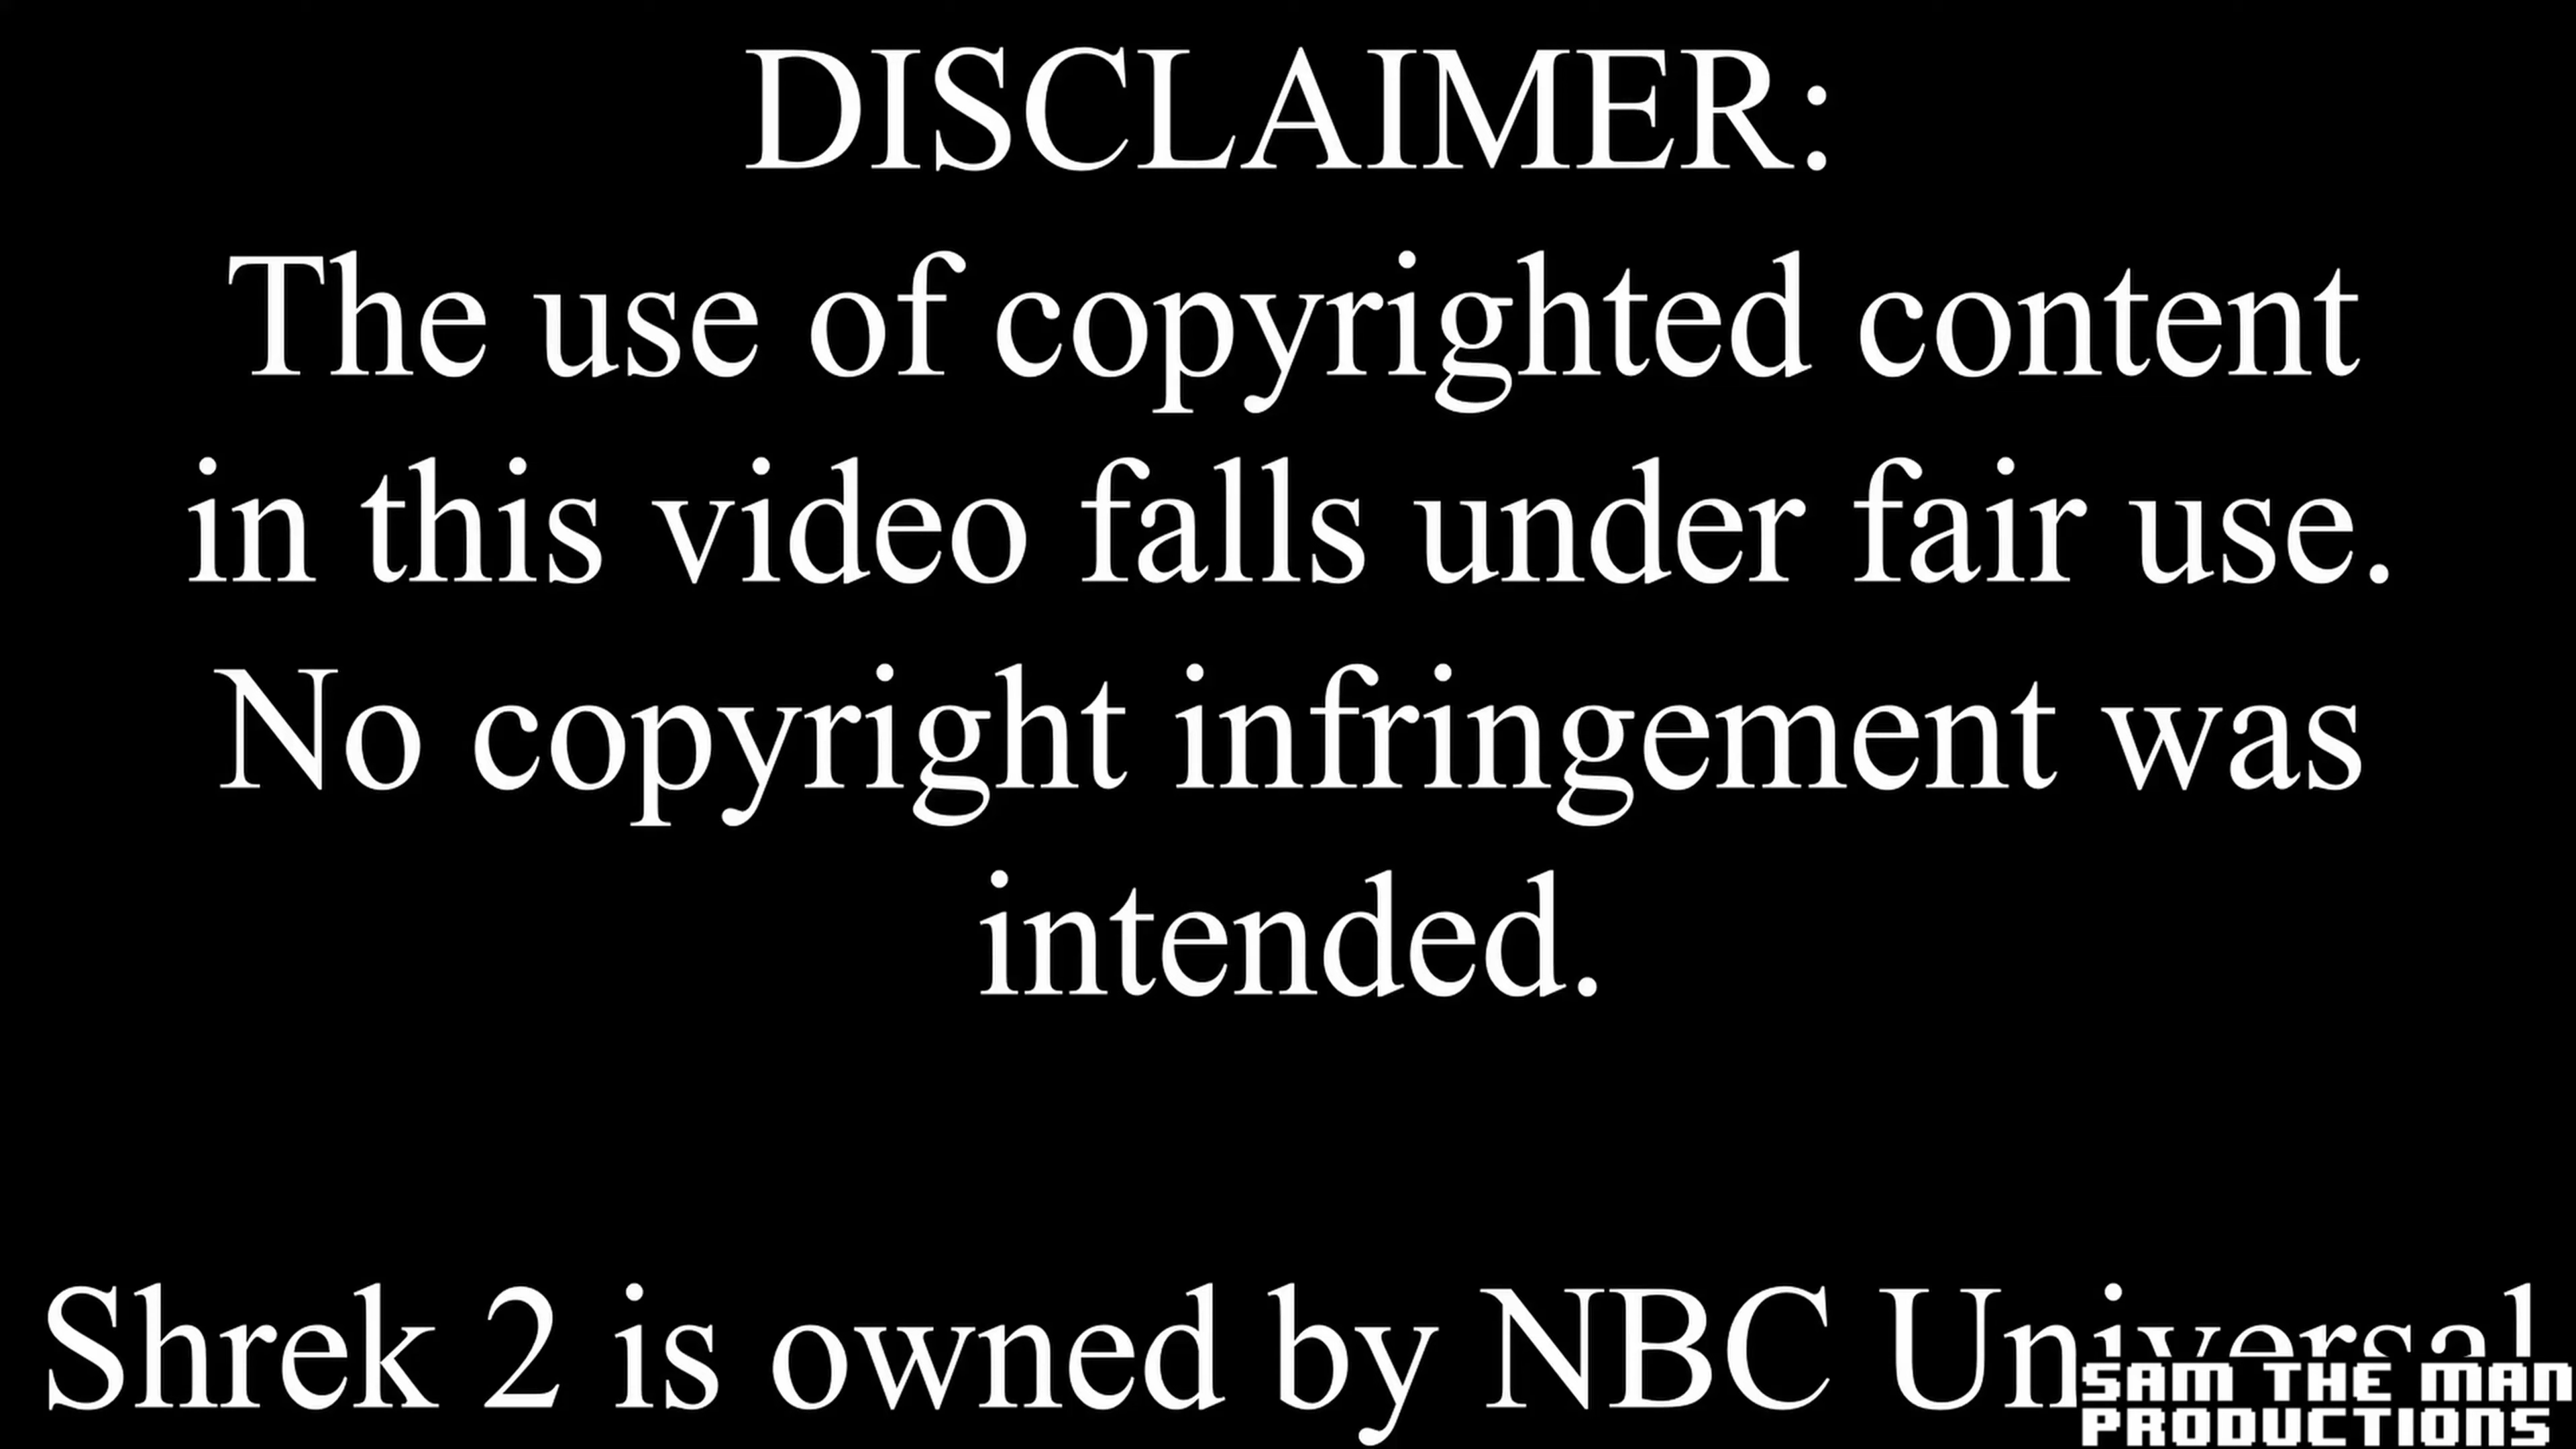 DISCLAIMER:
The use of copyrighted content
in this video falls under fair use.
No copyright infringement was
intended.
Shrek 2 is owned by NBC Universal
SAM THE MAN
PRODUCTIONS